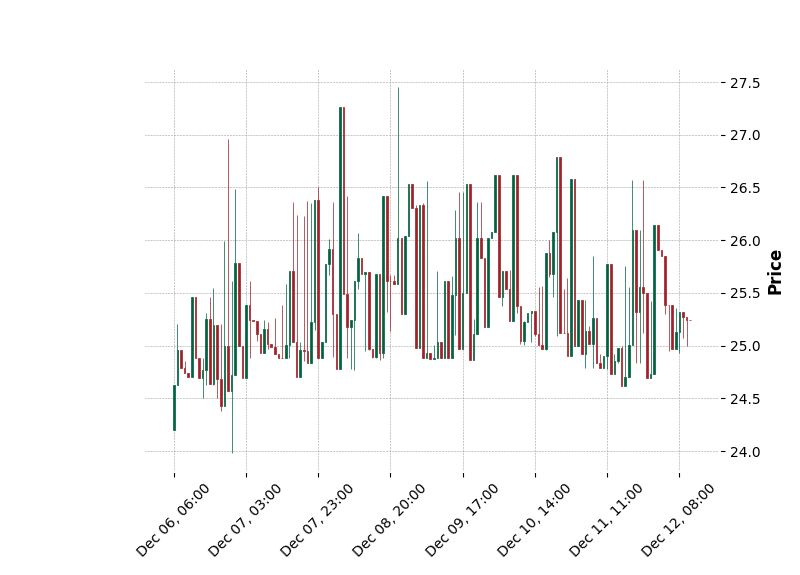 27.5
27.0
26.5
26.0
25.5
25.0
24.5
24.0
Price
Dec 06, 06:00
Dec 07, 03:00
Dec 07, 23:00
Dec 08, 20:00
Dec 09, 17:00
Dec 10, 14:00
Dec 11, 11:00
Dec 12, 08:00